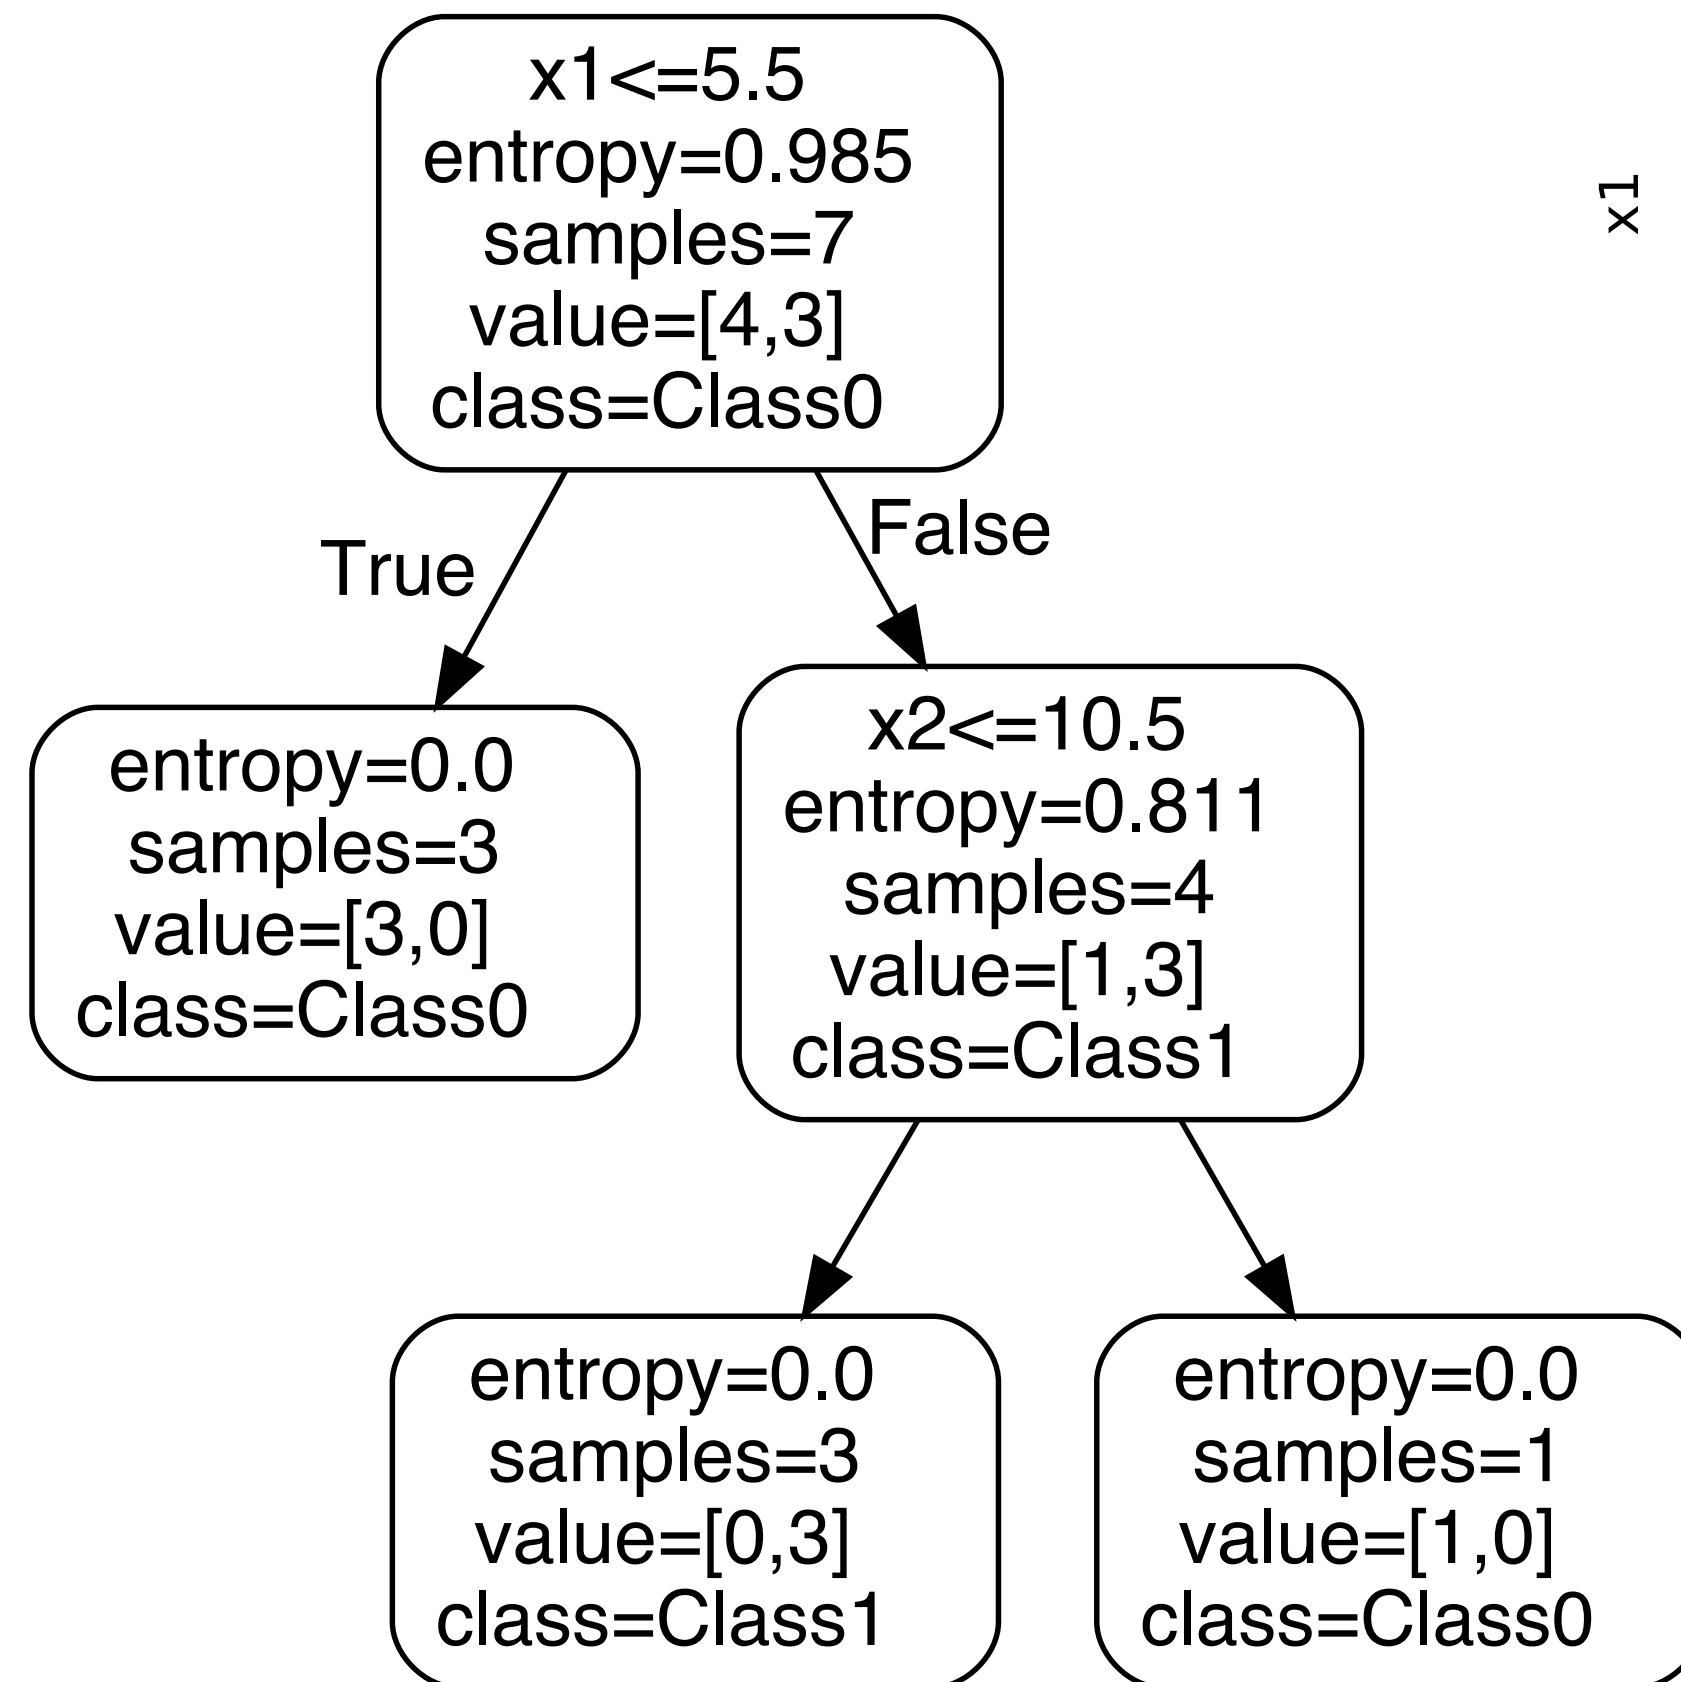 x1<=5.5
entropy=0.985
samples=7
value=[4,3]
class=Class0
x1
True
False
entropy=0.0
samples=3
value=[3,0]
class=Class0
x2<=10.5
entropy=0.811
samples=4
value=[1,3]
class=Class1
entropy=0.0
samples=3
value=[0,3]
class=Class1
entropy=0.0
samples=1
value=[1,0]
class=Class0